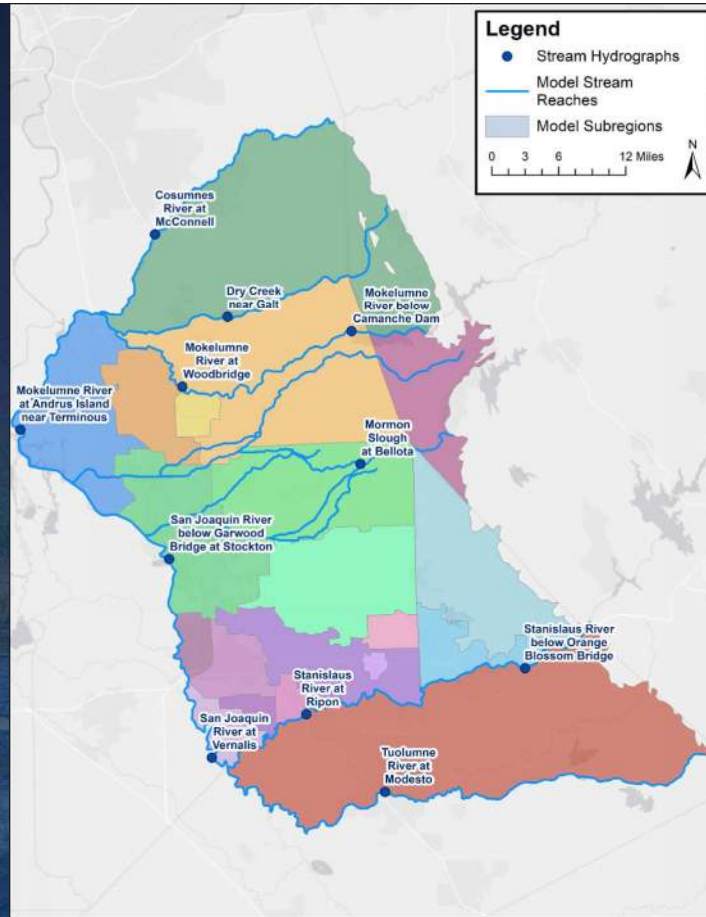 Legend
Stream Hydrographs
Model Stream
Reaches
Model Subregions
0 3 6 12 Miles
N
Cosumnes
River at
McConnell
Dry Creek
near Galt
Mokelumne
River below
Camanche Dam
Mokelumne
River at
Woodbridge
Mokelumne River
at Andrus Island
near Terminous
Mormon
Slough
at Bellota
San Joaquin River
below Garwood
Bridge at Stockton
Stanislaus River
below Orange
Blossom Bridge
Stanislaus
River at
Ripon
San Joaquin
River at
Vernalis
Tuolumne
River at
Modesto